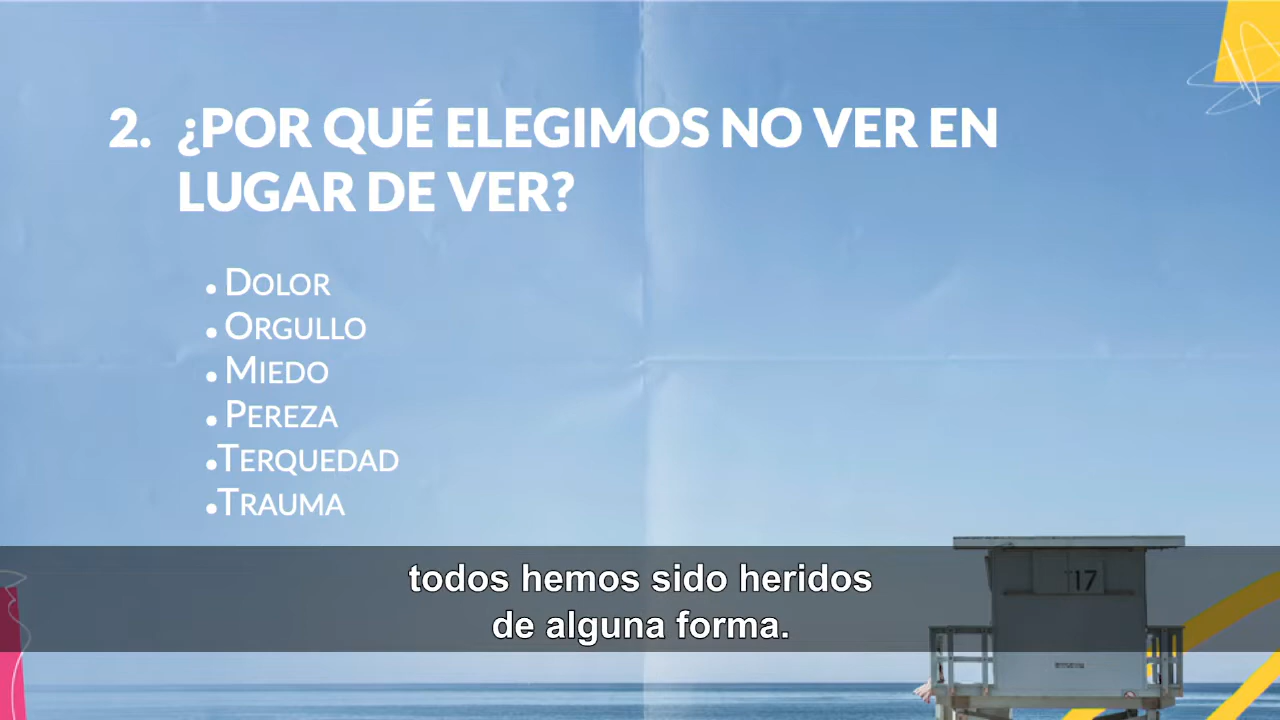 2. ¿POR QUÉ ELEGIMOS NO VER EN
LUGAR DE VER?
• DOLOR
• ORGULLO
• MIEDO
• PEREZA
•TERQUEDAD
•TRAUMA
todos hemos sido heridos
de alguna forma.
17